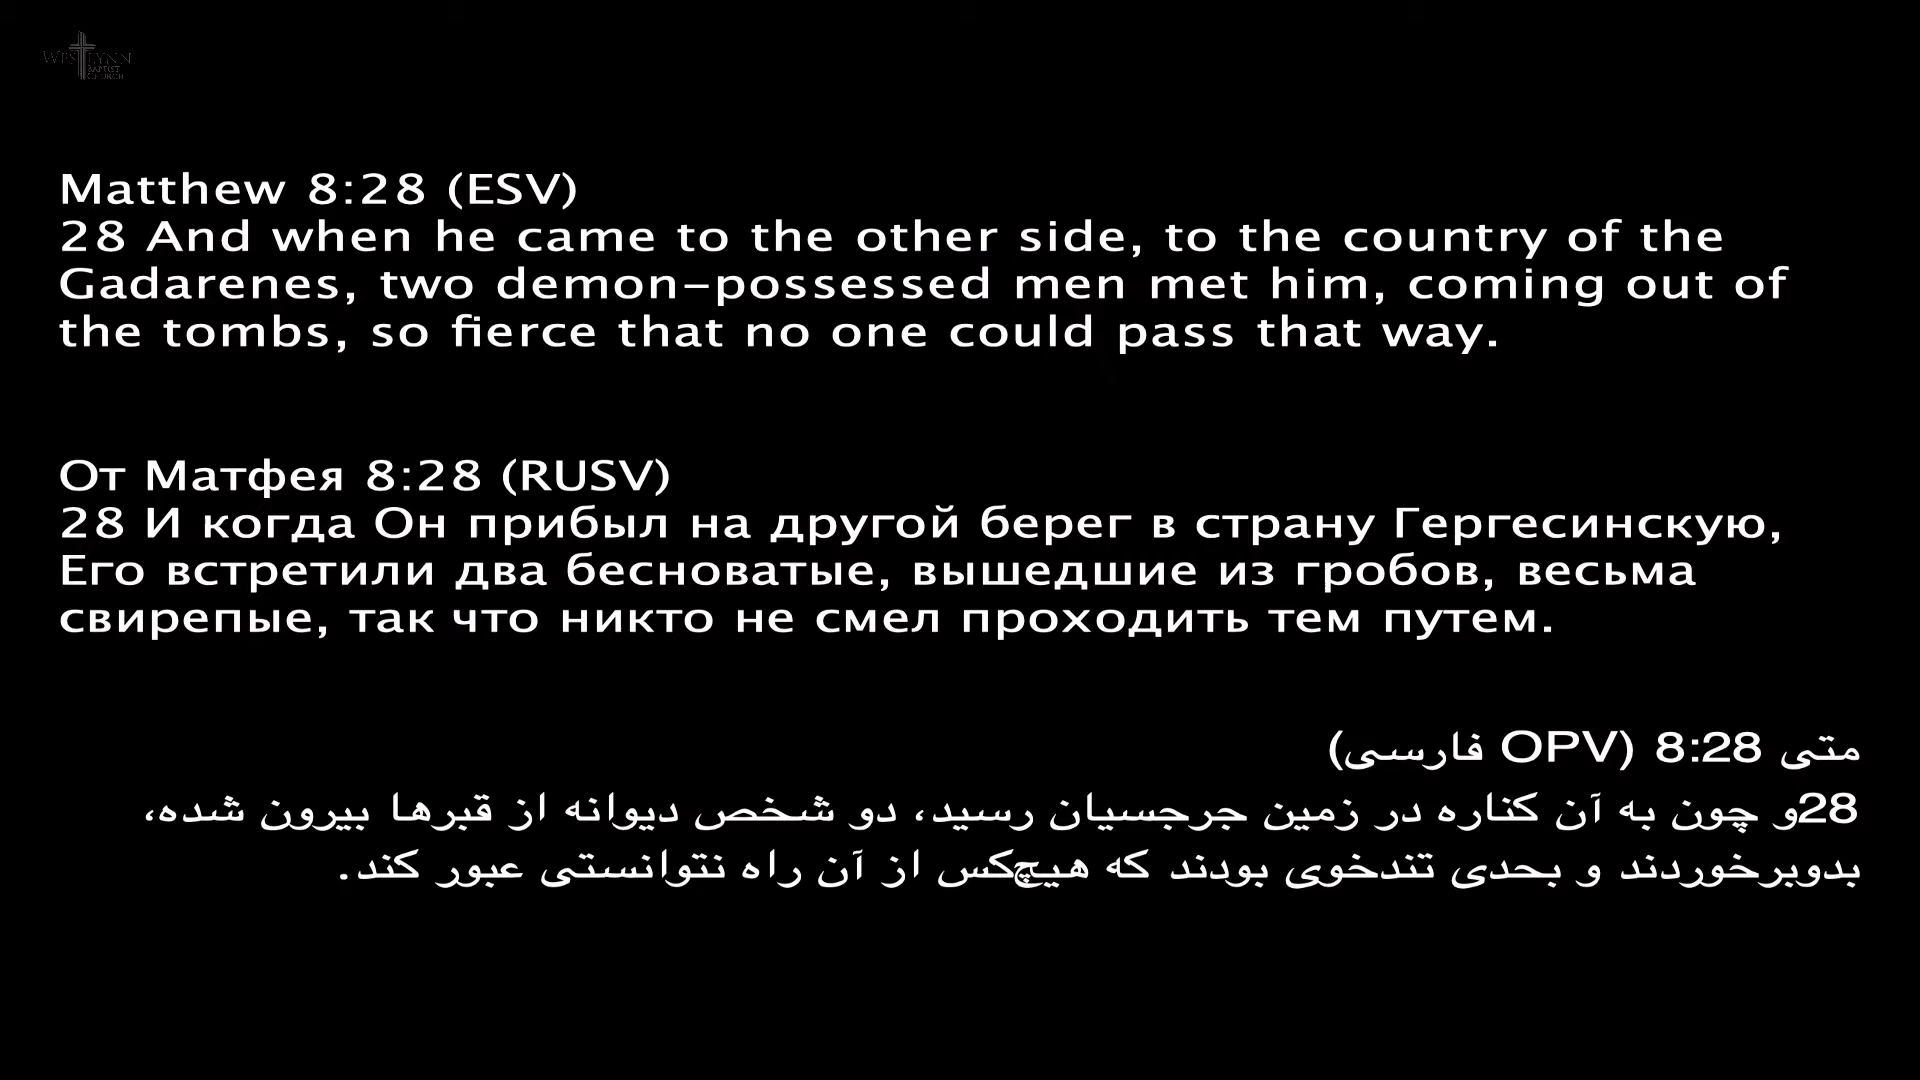 WESTLYNN
BAPTIST
CHURCH
Matthew 8:28 (ESV)
28 And when he came to the other side, to the country of the
Gadarenes, two demon-possessed men met him, coming out of
the tombs, so fierce that no one could pass that way.
От Матфея 8:28 (RUSV)
28 И когда Он прибыл на другой берег в страну Гергесинскую,
Его встретили два бесноватые, вышедшие из гробов, весьма
свирепые, так что никто не смел проходить тем путем.
متی 8:28 (OPV فارسی)
28و چون به آن کناره در زمین جرجسیان رسید، دو شخص دیوانه از قبرها بیرون شده،
بدوبرخوردند و بحدی تندخوی بودند که هیچ‌کس از آن راه نتوانستی عبور کند.